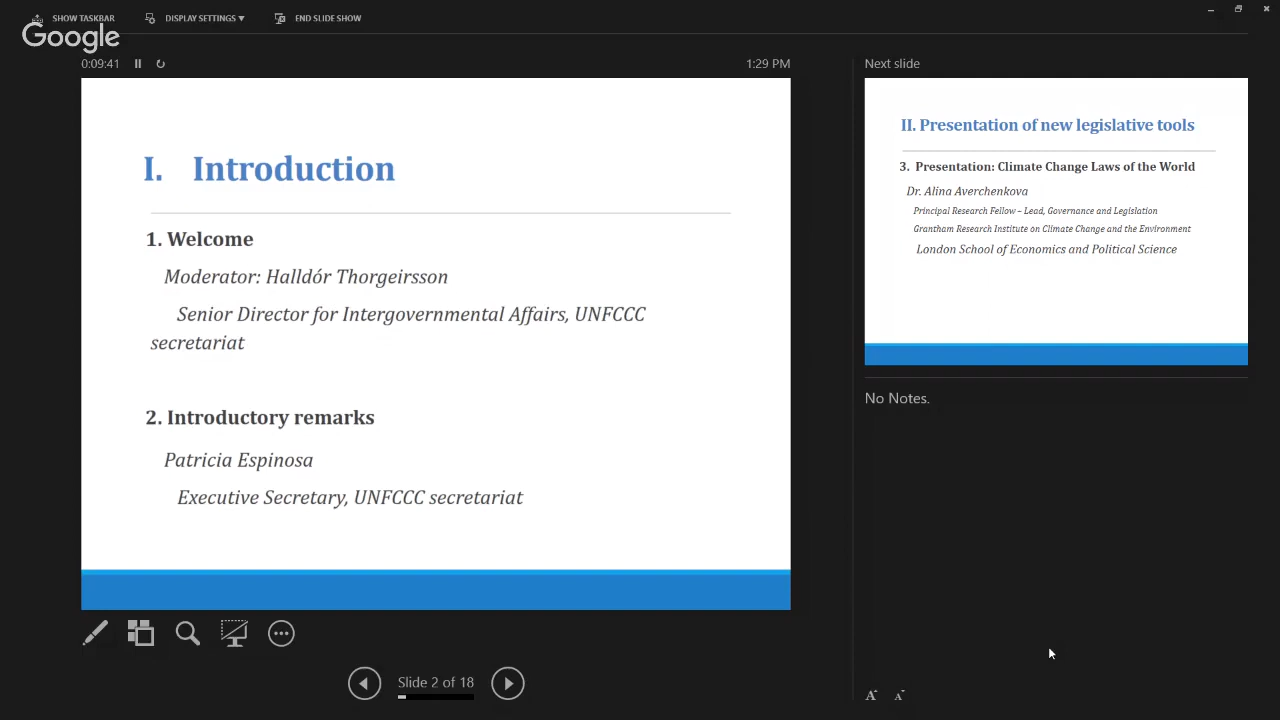 SHOW TASKBAR DISPLAY SETTINGS ▼ END SLIDE SHOW
Google
0:09:41 1:29 PM
I. Introduction
1. Welcome
Moderator: Halldór Thorgeirsson
Senior Director for Intergovernmental Affairs, UNFCCC
secretariat
2. Introductory remarks
Patricia Espinosa
Executive Secretary, UNFCCC secretariat
Slide 2 of 18
Next slide
II. Presentation of new legislative tools
3. Presentation: Climate Change Laws of the World
Dr. Alina Averchenkova
Principal Research Fellow – Lead, Governance and Legislation
Grantham Research Institute on Climate Change and the Environment
London School of Economics and Political Science
No Notes.
A A